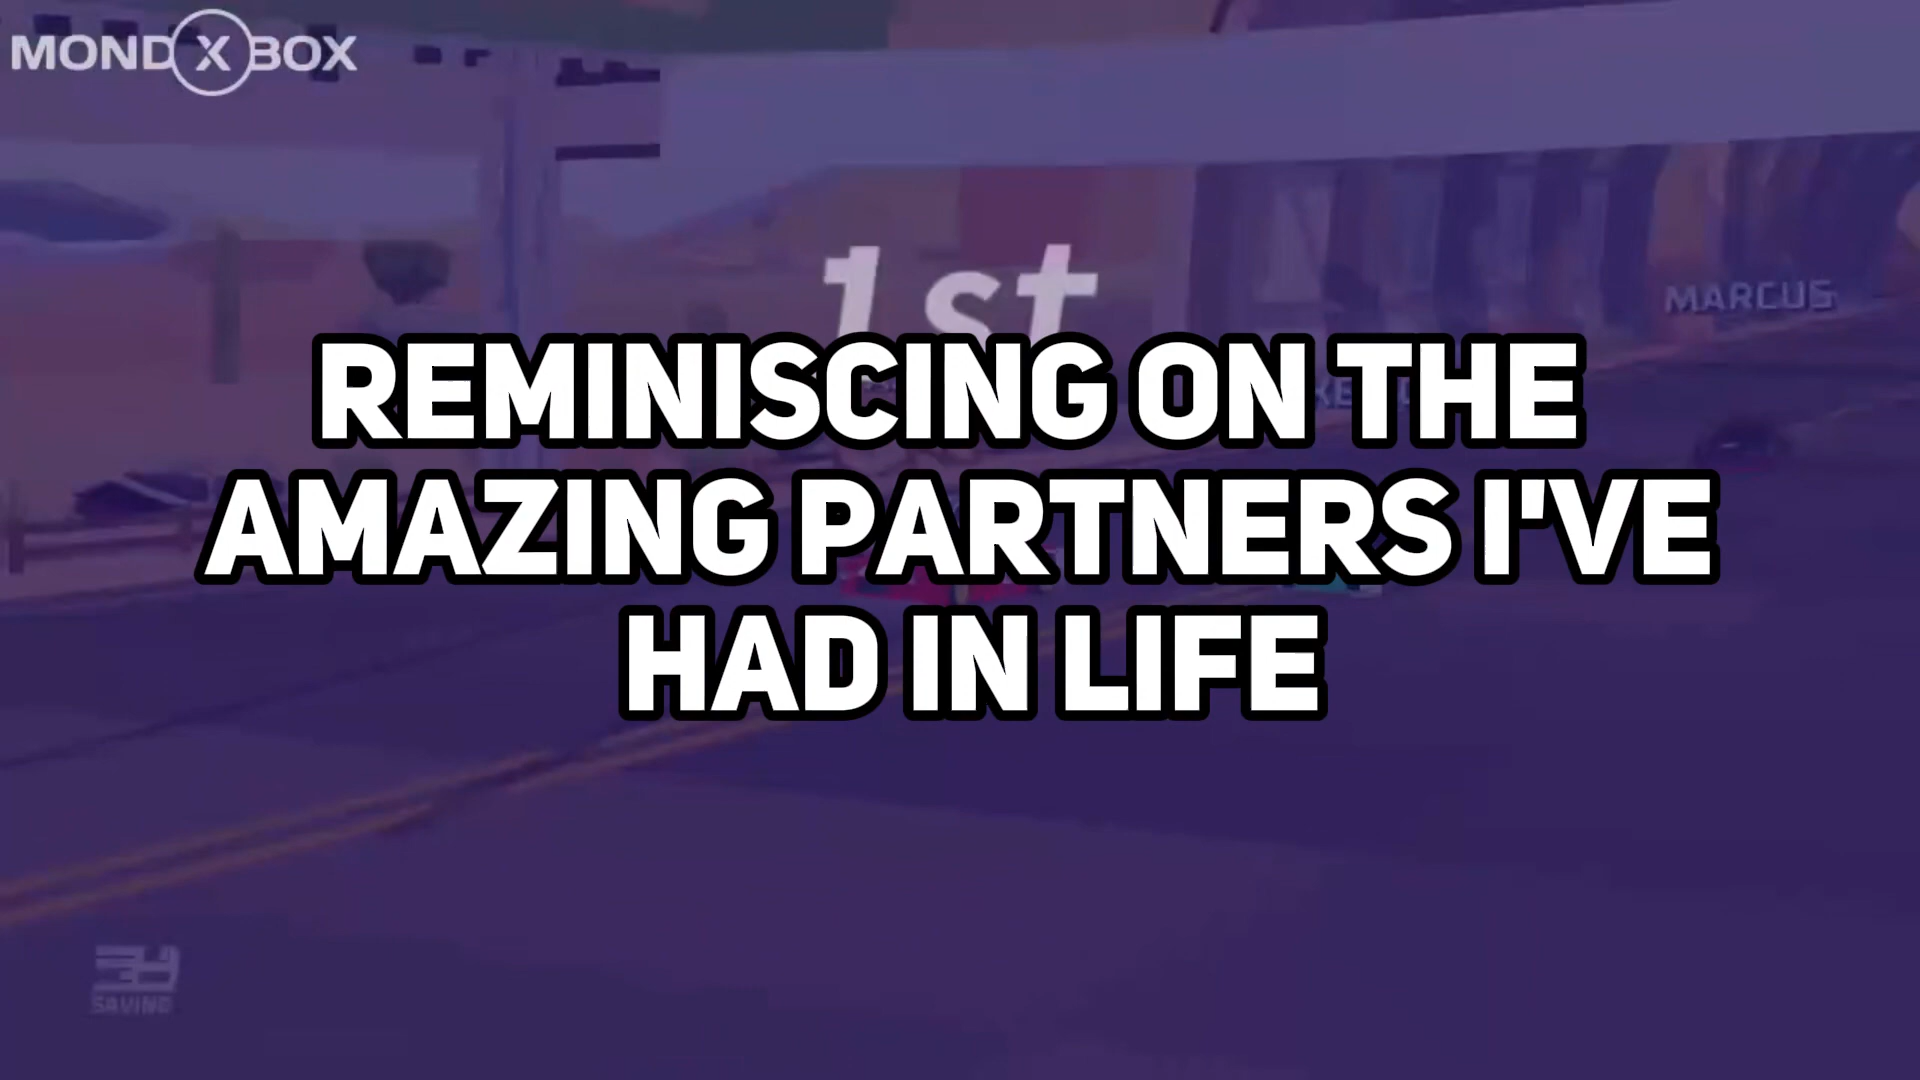 MONDXBOX
1st
MARCUS
REMINISCING ON THE
AMAZING PARTNERS I'VE
HAD IN LIFE
SAVING